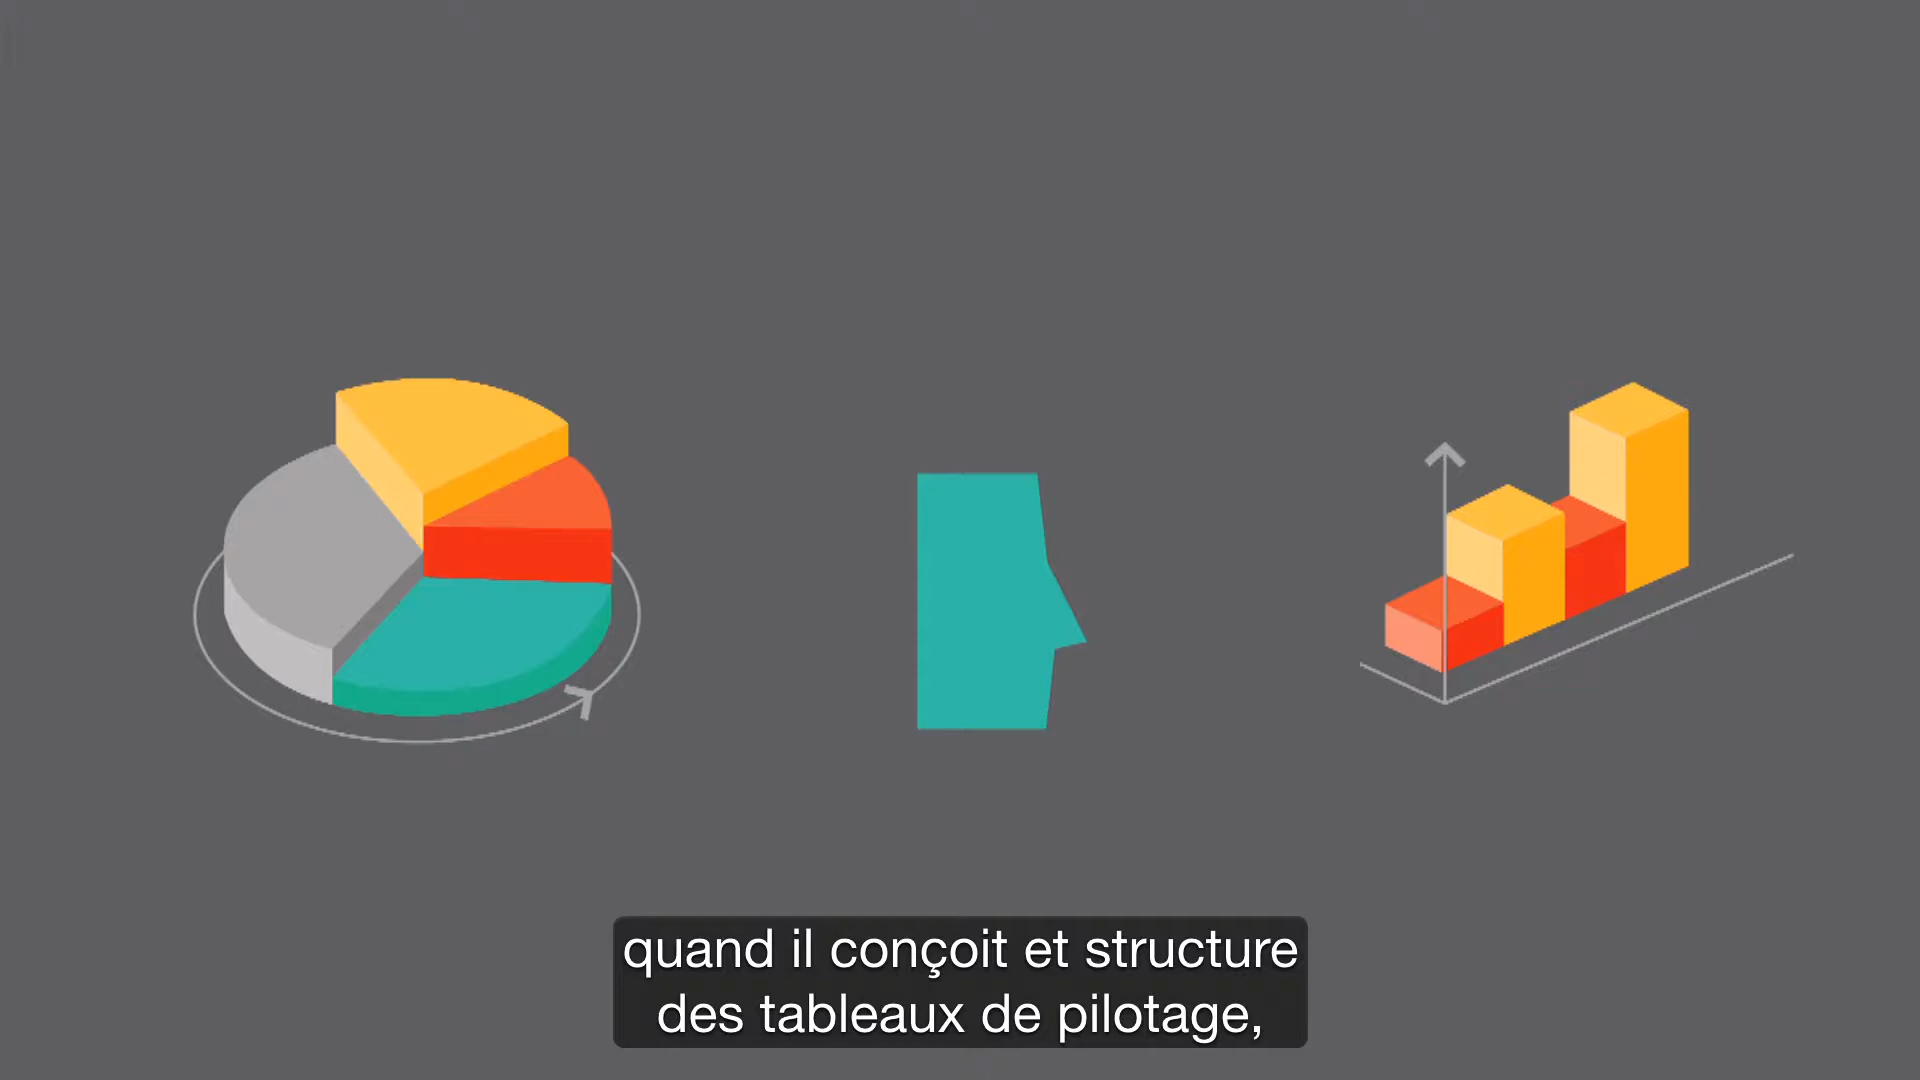 quand il conçoit et structure
des tableaux de pilotage,